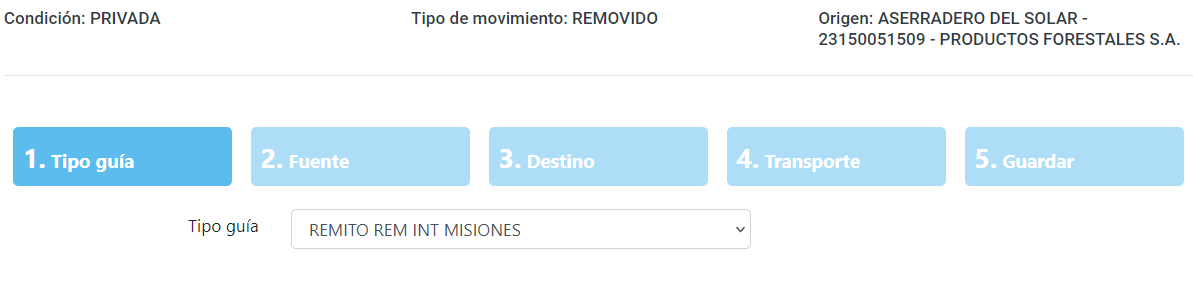 Condición: PRIVADA
Tipo de movimiento: REMOVIDO
Origen: ASERRADERO DEL SOLAR -
23150051509 - PRODUCTOS FORESTALES S.A.
1. Tipo guía
2. Fuente
3. Destino
4. Transporte
5. Guardar
Tipo guía
REMITO REM INT MISIONES